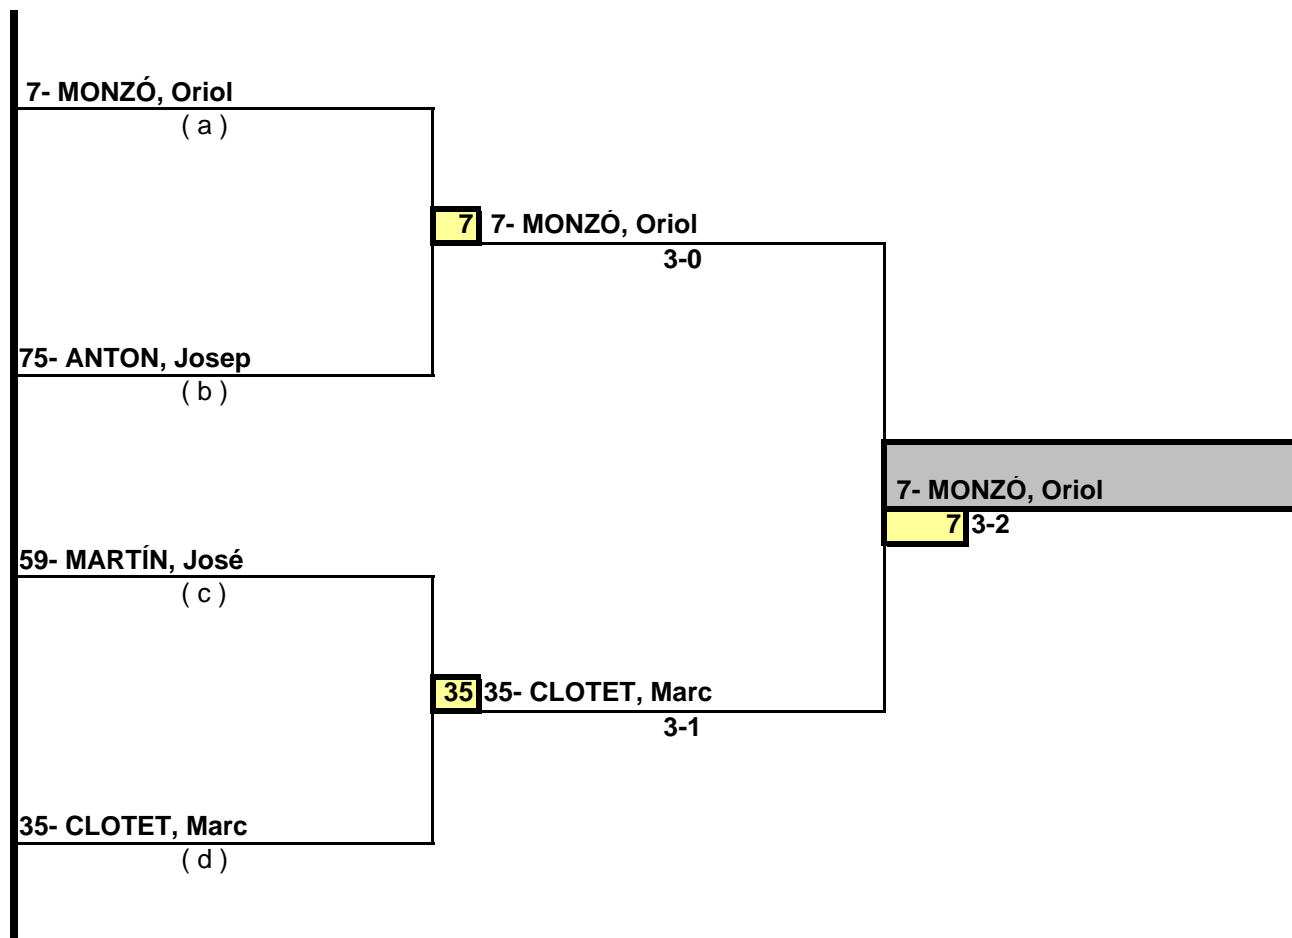 7- MONZÓ, Oriol
( a )
7 7- MONZÓ, Oriol
3-0
75- ANTON, Josep
( b )
7- MONZÓ, Oriol
7 3-2
59- MARTÍN, José
( c )
35 35- CLOTET, Marc
3-1
35- CLOTET, Marc
( d )